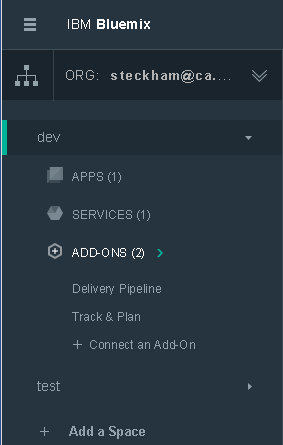 IBM Bluemix
ORG: steckham@ca....
dev
APPS (1)
SERVICES (1)
ADD-ONS (2)
Delivery Pipeline
Track & Plan
+ Connect an Add-On
test
+ Add a Space